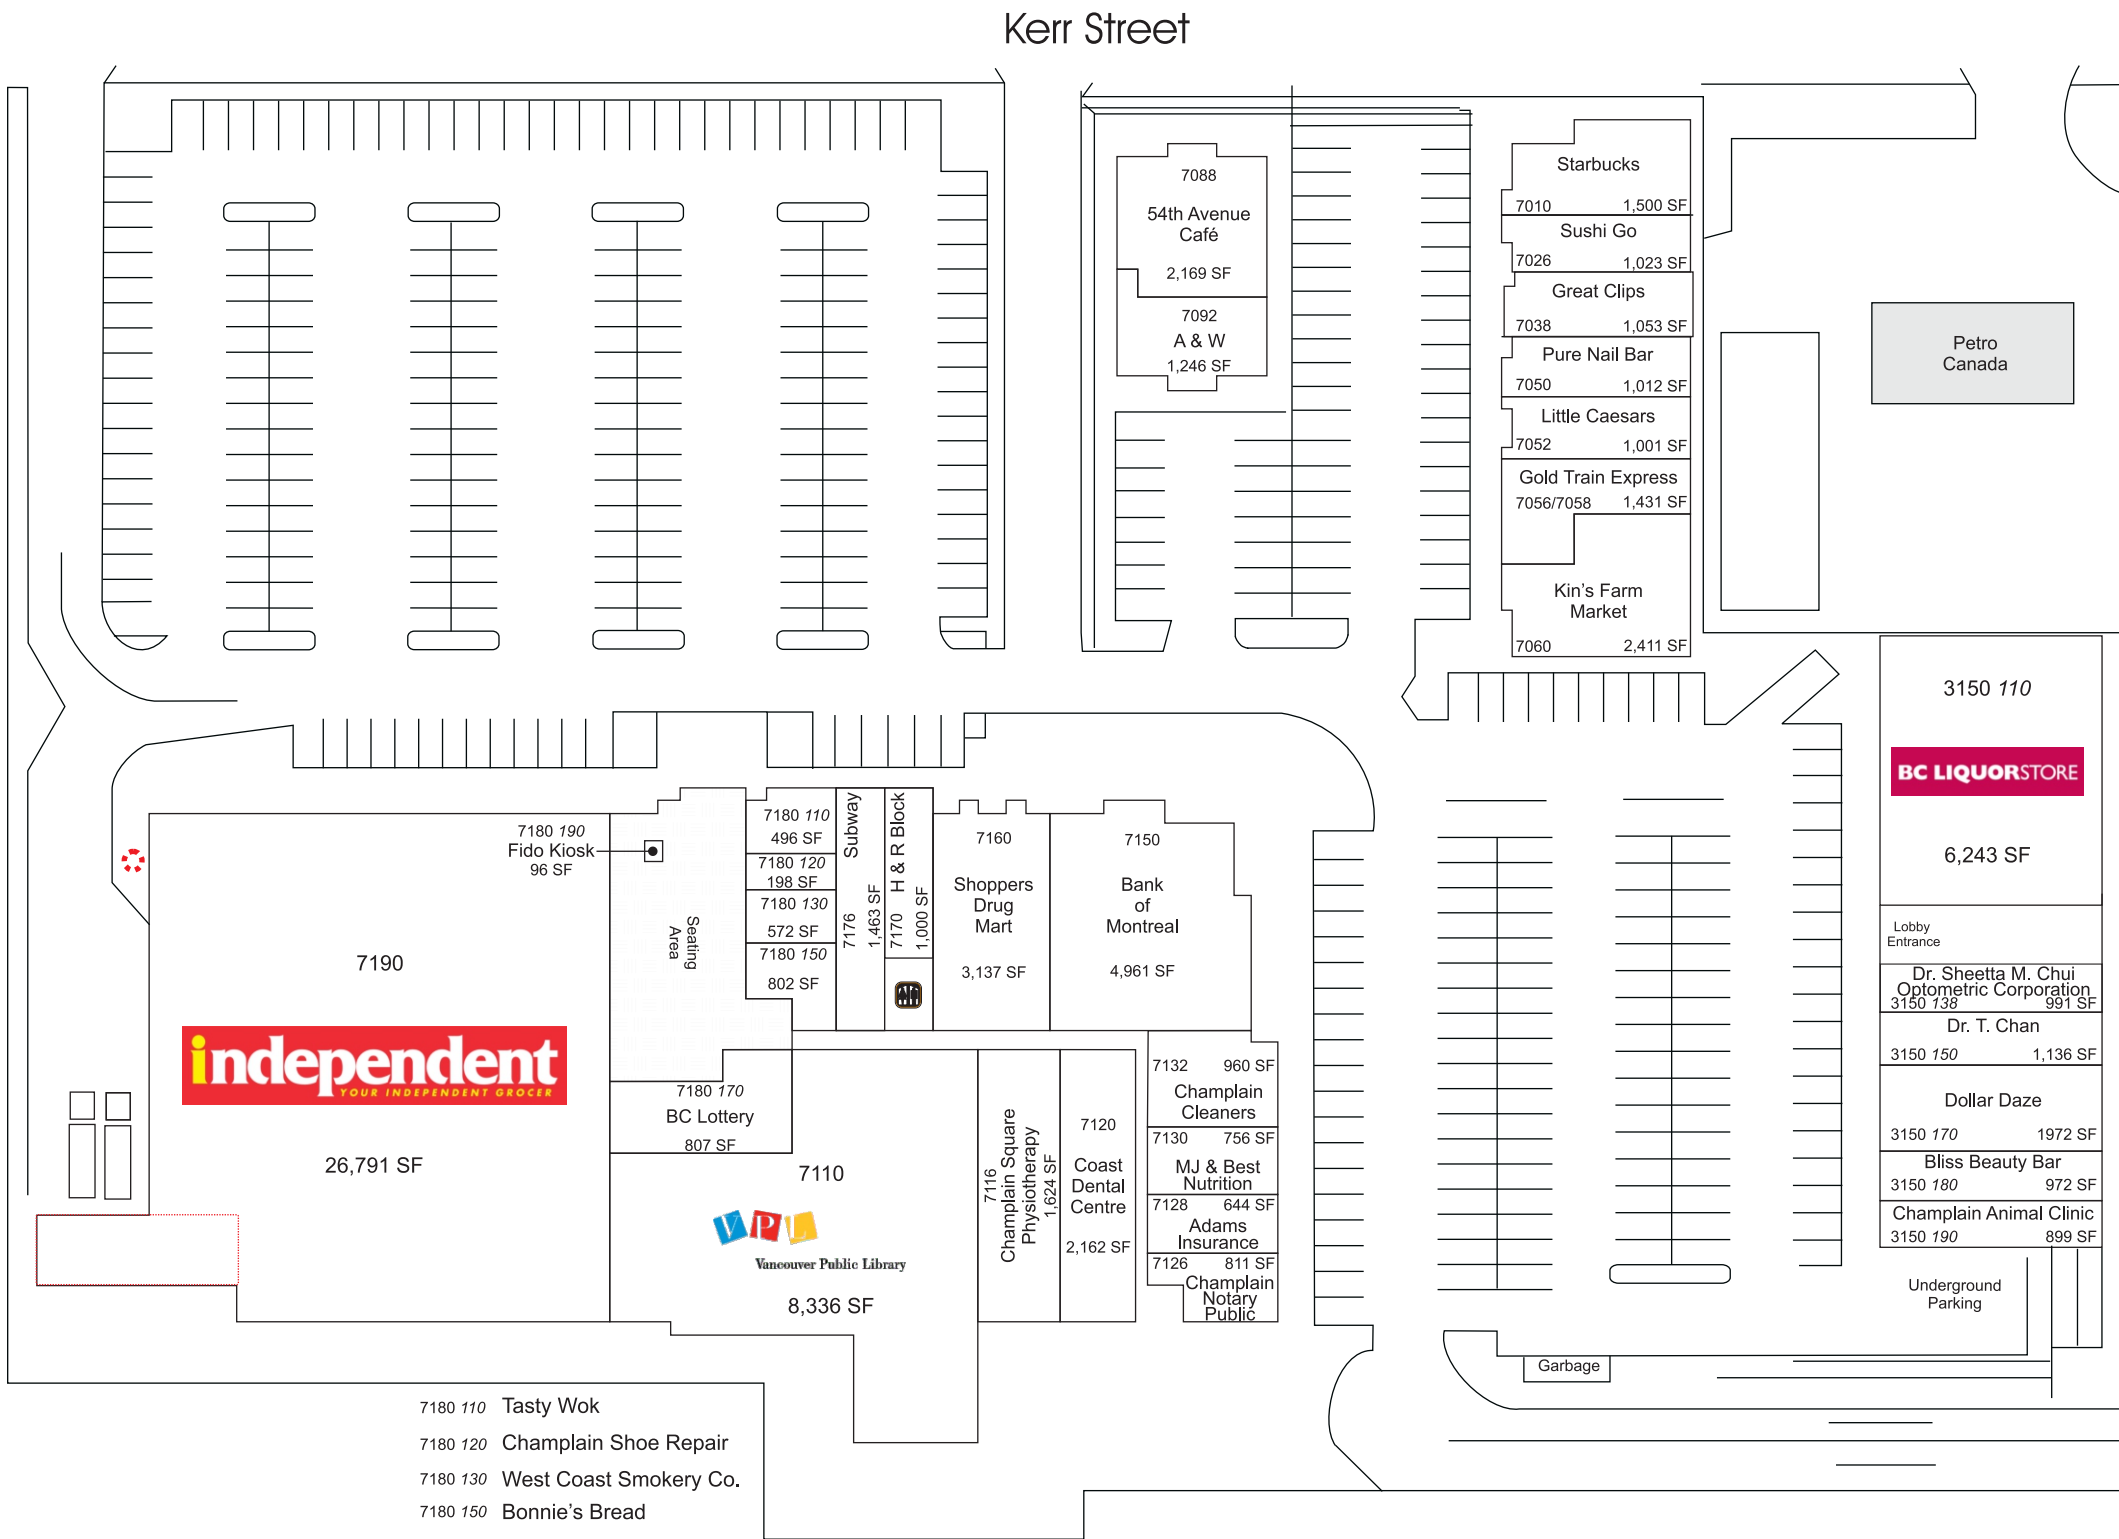 Kerr Street
7088
54th Avenue
Café
2,169 SF
7092
A & W
1,246 SF
Starbucks
7010 1,500 SF
Sushi Go
7026 1,023 SF
Great Clips
7038 1,053 SF
Pure Nail Bar
7050 1,012 SF
Little Caesars
7052 1,001 SF
Gold Train Express
7056/7058 1,431 SF
Kin's Farm
Market
7060 2,411 SF
Petro
Canada
3150 110
BC LIQUORSTORE
6,243 SF
Lobby
Entrance
Dr. Sheetta M. Chui
Optometric Corporation
3150 138 991 SF
Dr. T. Chan
3150 150 1,136 SF
Dollar Daze
3150 170 1972 SF
Bliss Beauty Bar
3150 180 972 SF
Champlain Animal Clinic
3150 190 899 SF
Underground
Parking
Garbage
7180 190
Fido Kiosk
96 SF
Seating
Area
7180 110
496 SF
7180 120
198 SF
7180 130
572 SF
7180 150
802 SF
Subway
7176 1,463 SF
7170 H & R Block
1,000 SF
7160
Shoppers
Drug
Mart
3,137 SF
7150
Bank
of
Montreal
4,961 SF
7190
independent
YOUR INDEPENDENT GROCER
26,791 SF
7180 170
BC Lottery
807 SF
7110
VPL
Vancouver Public Library
8,336 SF
7116
Champlain Square
Physiotherapy
1,624 SF
7120
Coast
Dental
Centre
2,162 SF
7132 960 SF
Champlain
Cleaners
7130 756 SF
MJ & Best
Nutrition
7128 644 SF
Adams
Insurance
7126 811 SF
Champlain
Notary
Public
7180 110 Tasty Wok
7180 120 Champlain Shoe Repair
7180 130 West Coast Smokery Co.
7180 150 Bonnie's Bread